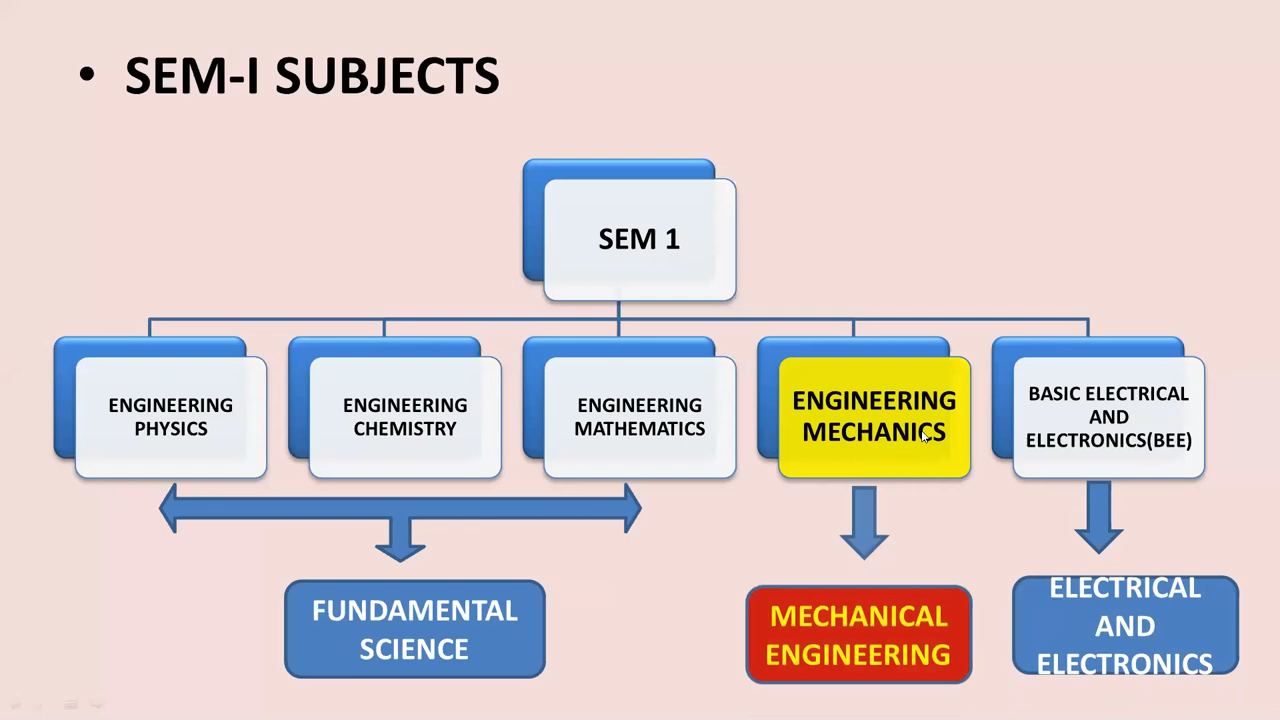 • SEM-I SUBJECTS
SEM 1
ENGINEERING
PHYSICS
ENGINEERING
CHEMISTRY
ENGINEERING
MATHEMATICS
ENGINEERING
MECHANICS
BASIC ELECTRICAL
AND
ELECTRONICS(BEE)
FUNDAMENTAL
SCIENCE
MECHANICAL
ENGINEERING
ELECTRICAL
AND
ELECTRONICS